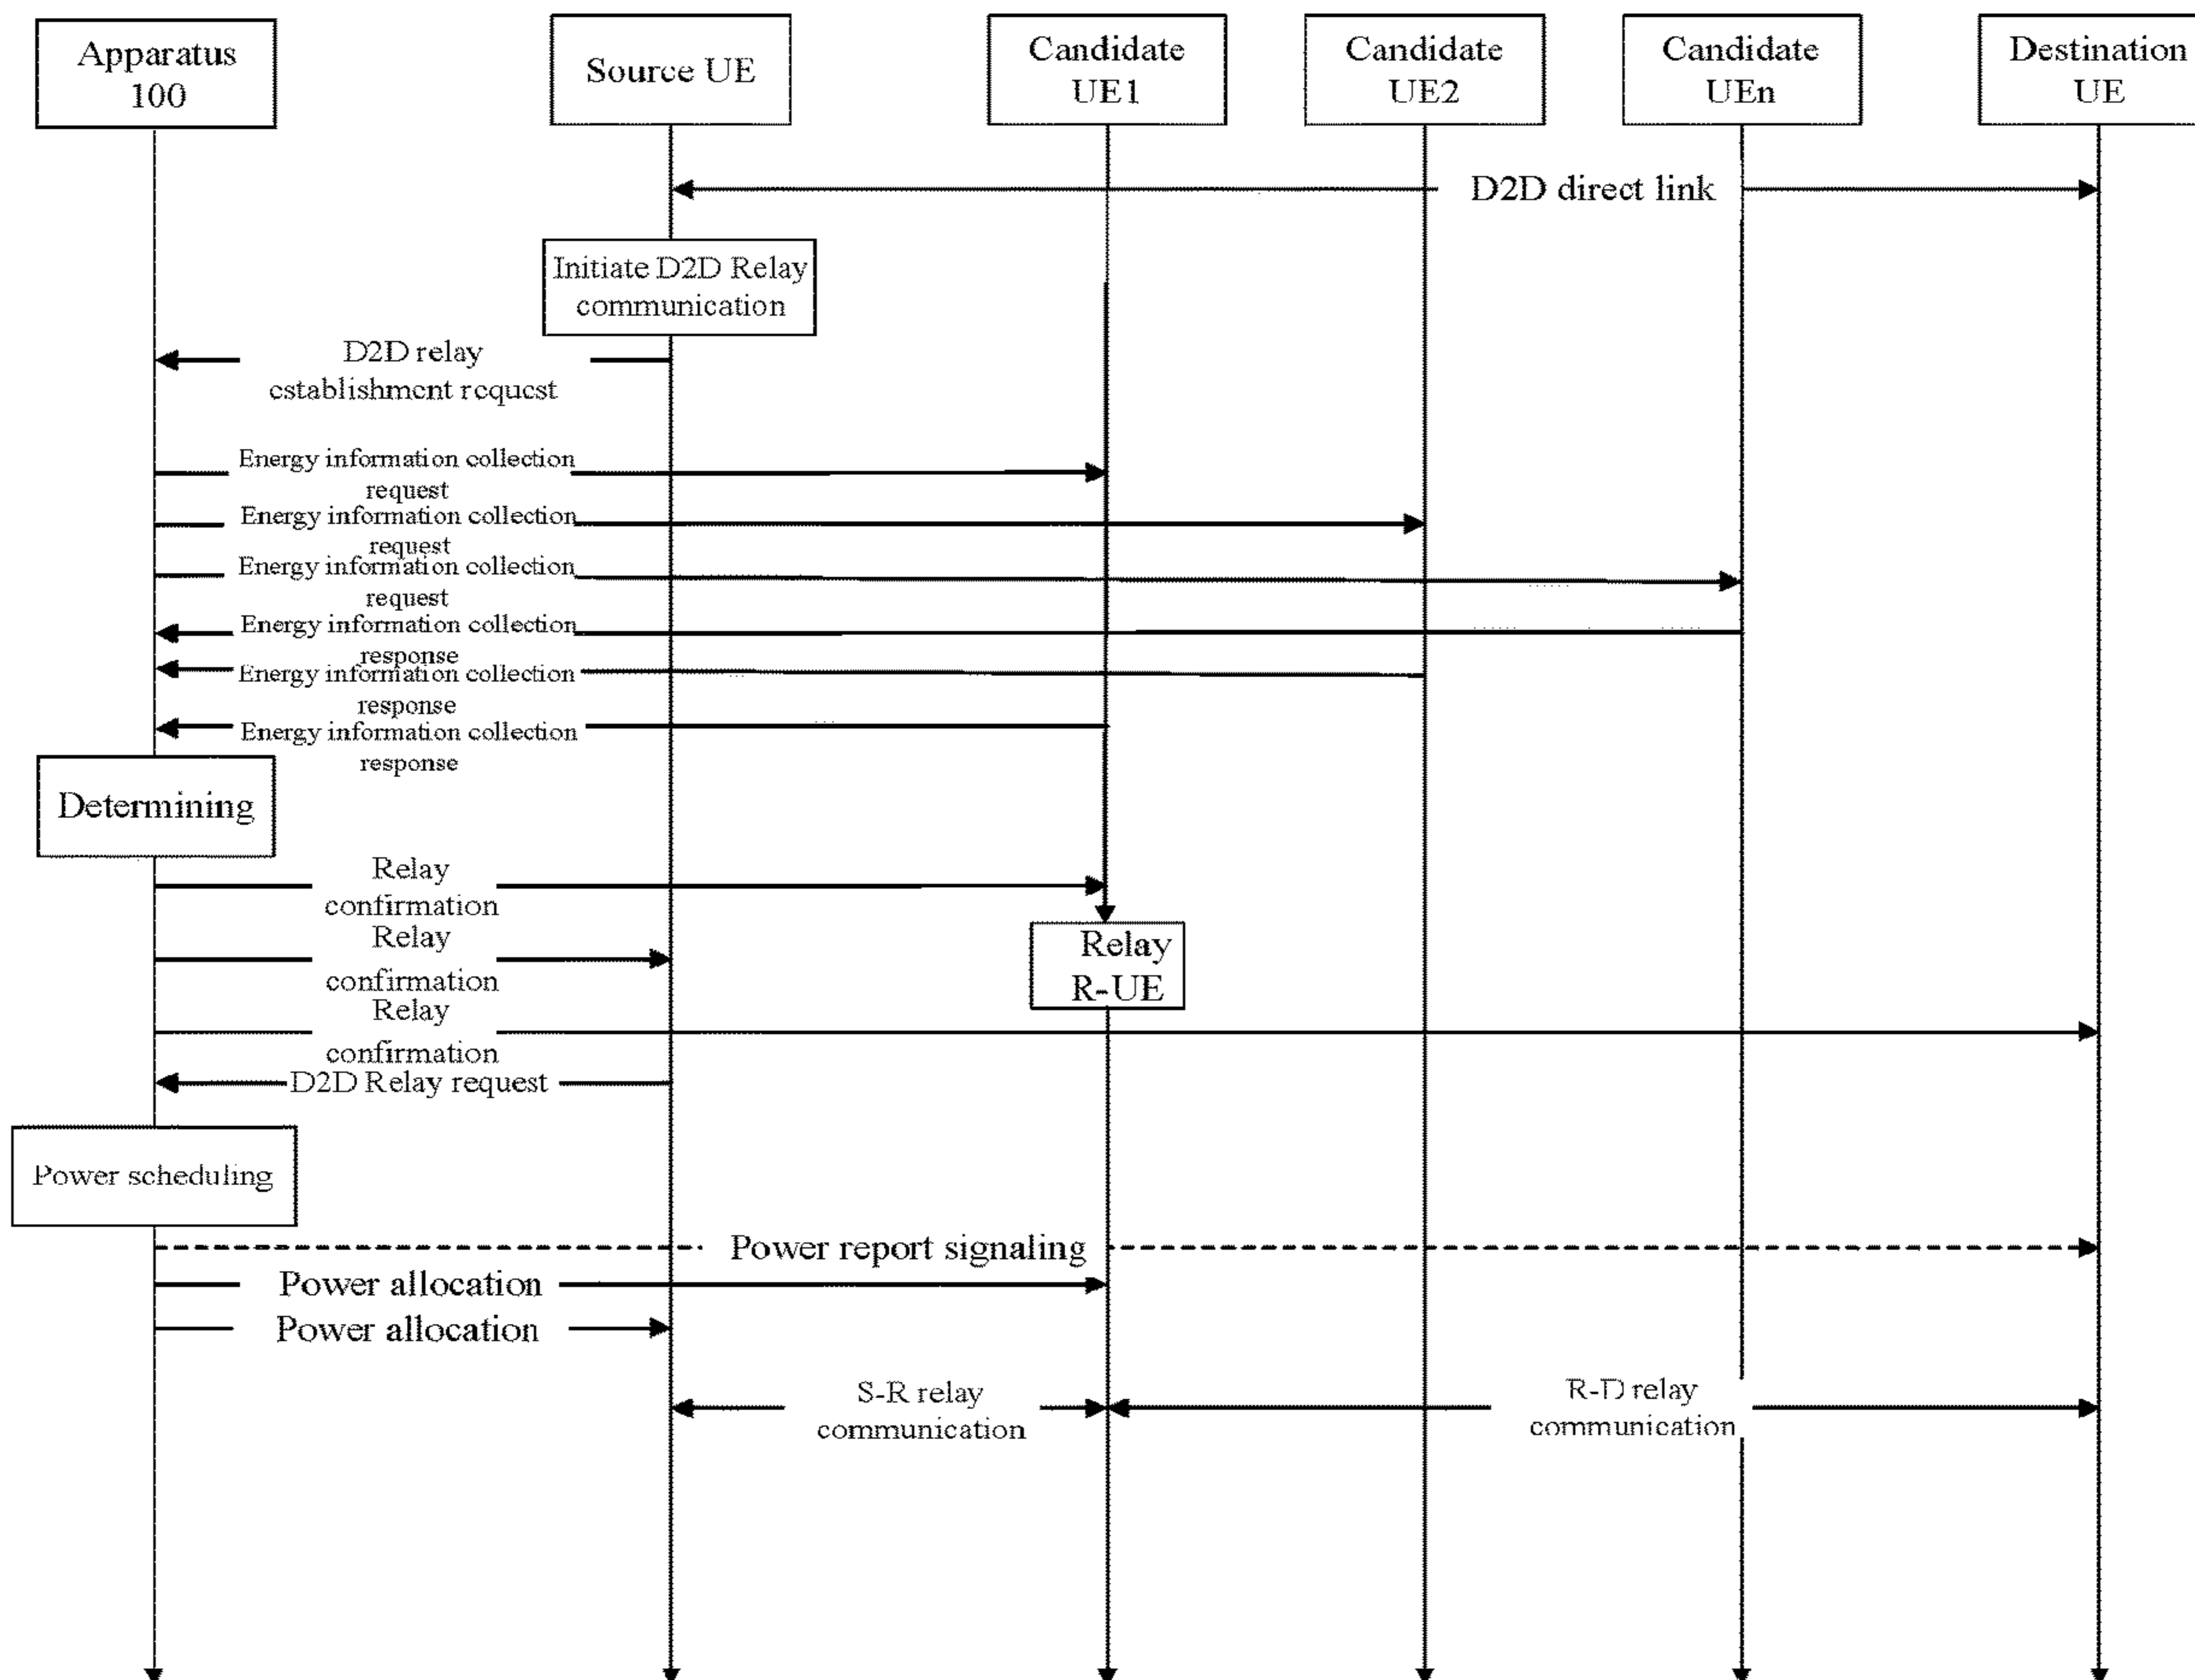 Apparatus
100
Source UE
Candidate
UE1
Candidate
UE2
Candidate
UEn
Destination
UE
D2D direct link
Initiate D2D Relay
communication
D2D relay
establishment request
Energy information collection
request
Energy information collection
request
Energy information collection
request
Energy information collection
response
Energy information collection
response
Energy information collection
response
Determining
Relay
confirmation
Relay
confirmation
Relay
R-UE
Relay
confirmation
D2D Relay request
Power scheduling
Power report signaling
Power allocation
Power allocation
S-R relay
communication
R-D relay
communication